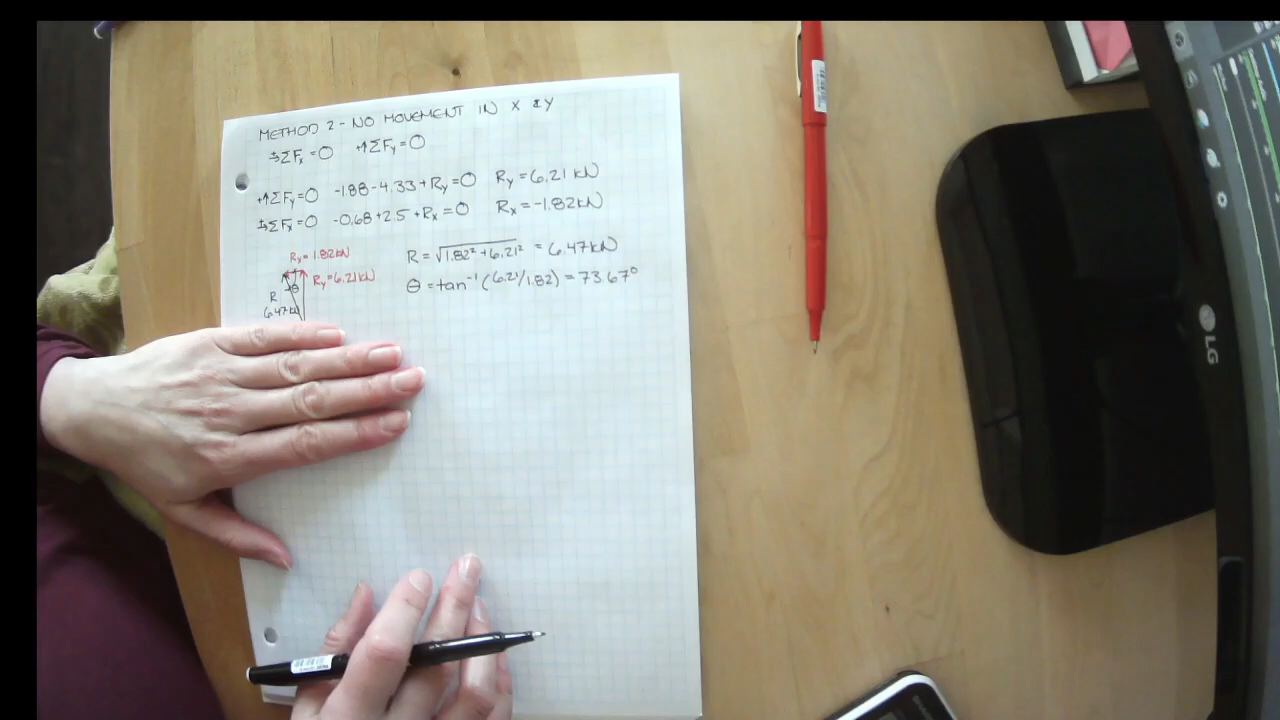 METHOD 2 - NO MOVEMENT IN X & Y
→+ΣFx = 0 +↑ΣFy = 0
+↑ΣFy = 0 -1.88 - 4.33 + Ry = 0 Ry = 6.21 kN
→+ΣFx = 0 -0.68 + 2.5 + Rx = 0 Rx = -1.82 kN
Rx = 1.82 kN
R = √1.82² + 6.21² = 6.47 kN
Ry = 6.21 kN
θ = tan⁻¹ (6.21/1.82) = 73.67°
θ
R
6.47 kN
LG